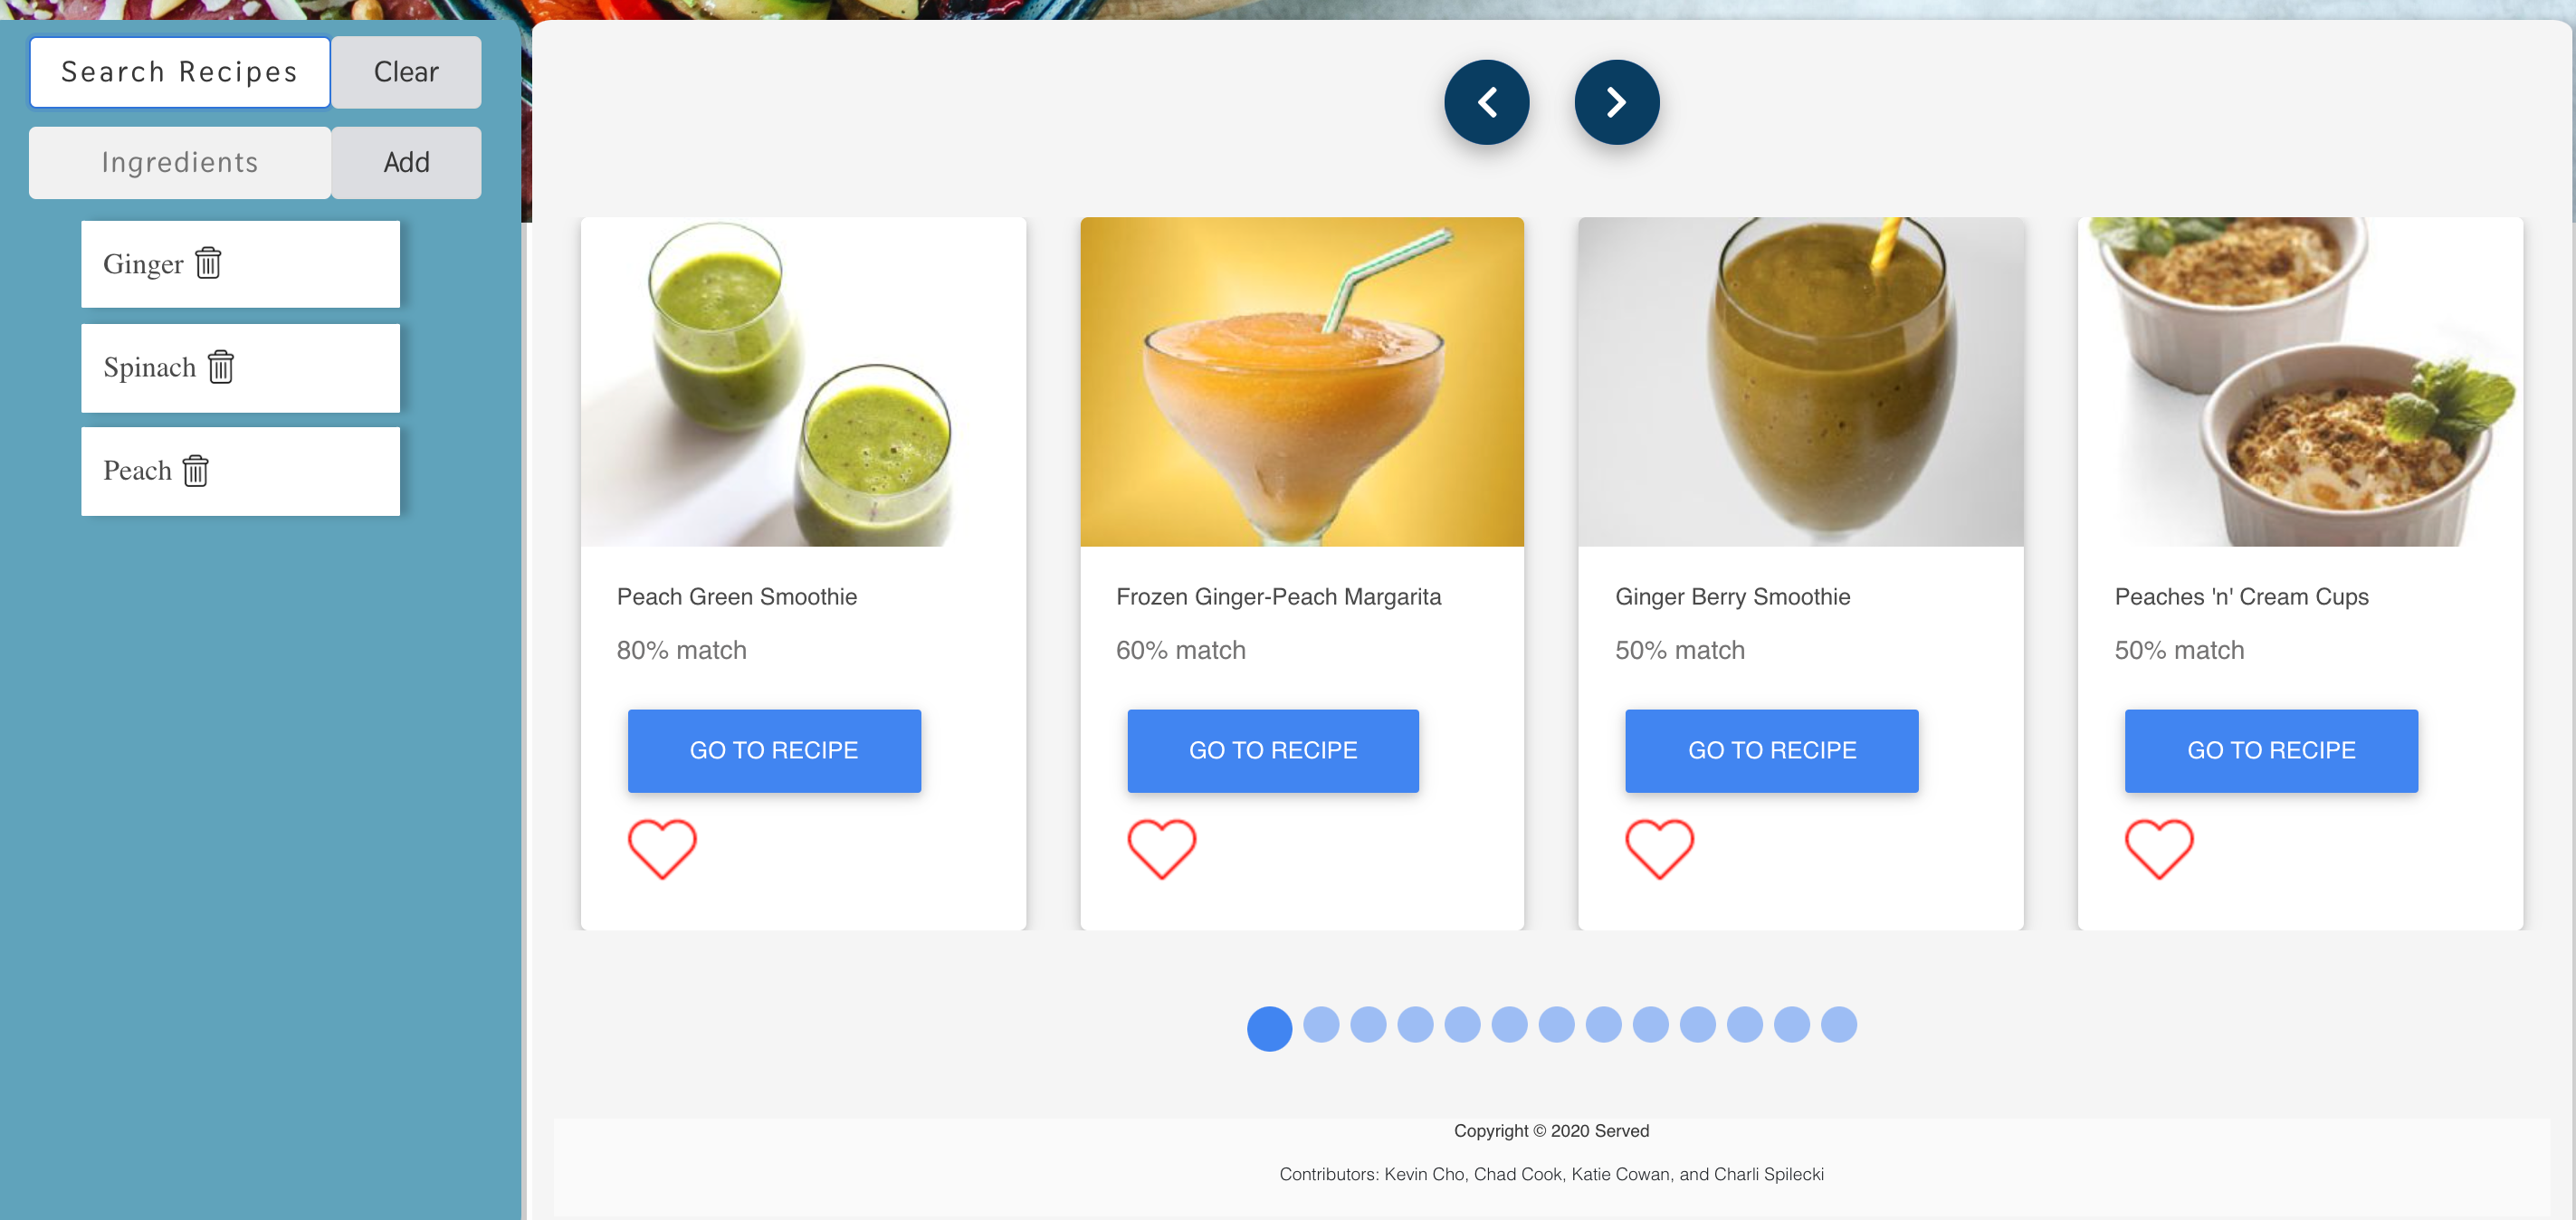 Search Recipes
Clear
Ingredients
Add
Ginger
Spinach
Peach
Peach Green Smoothie
80% match
GO TO RECIPE
Frozen Ginger-Peach Margarita
60% match
GO TO RECIPE
Ginger Berry Smoothie
50% match
GO TO RECIPE
Peaches 'n' Cream Cups
50% match
GO TO RECIPE
Copyright © 2020 Served
Contributors: Kevin Cho, Chad Cook, Katie Cowan, and Charli Spilecki